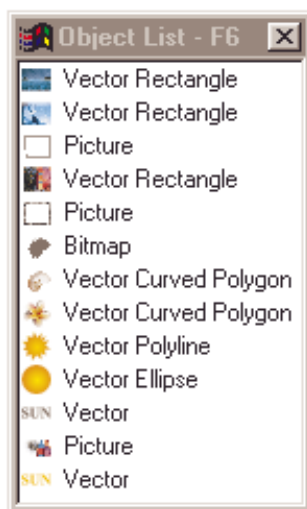 Object List - F6
Vector Rectangle
Vector Rectangle
Picture
Vector Rectangle
Picture
Bitmap
Vector Curved Polygon
Vector Curved Polygon
Vector Polyline
Vector Ellipse
SUN Vector
Picture
SUN Vector